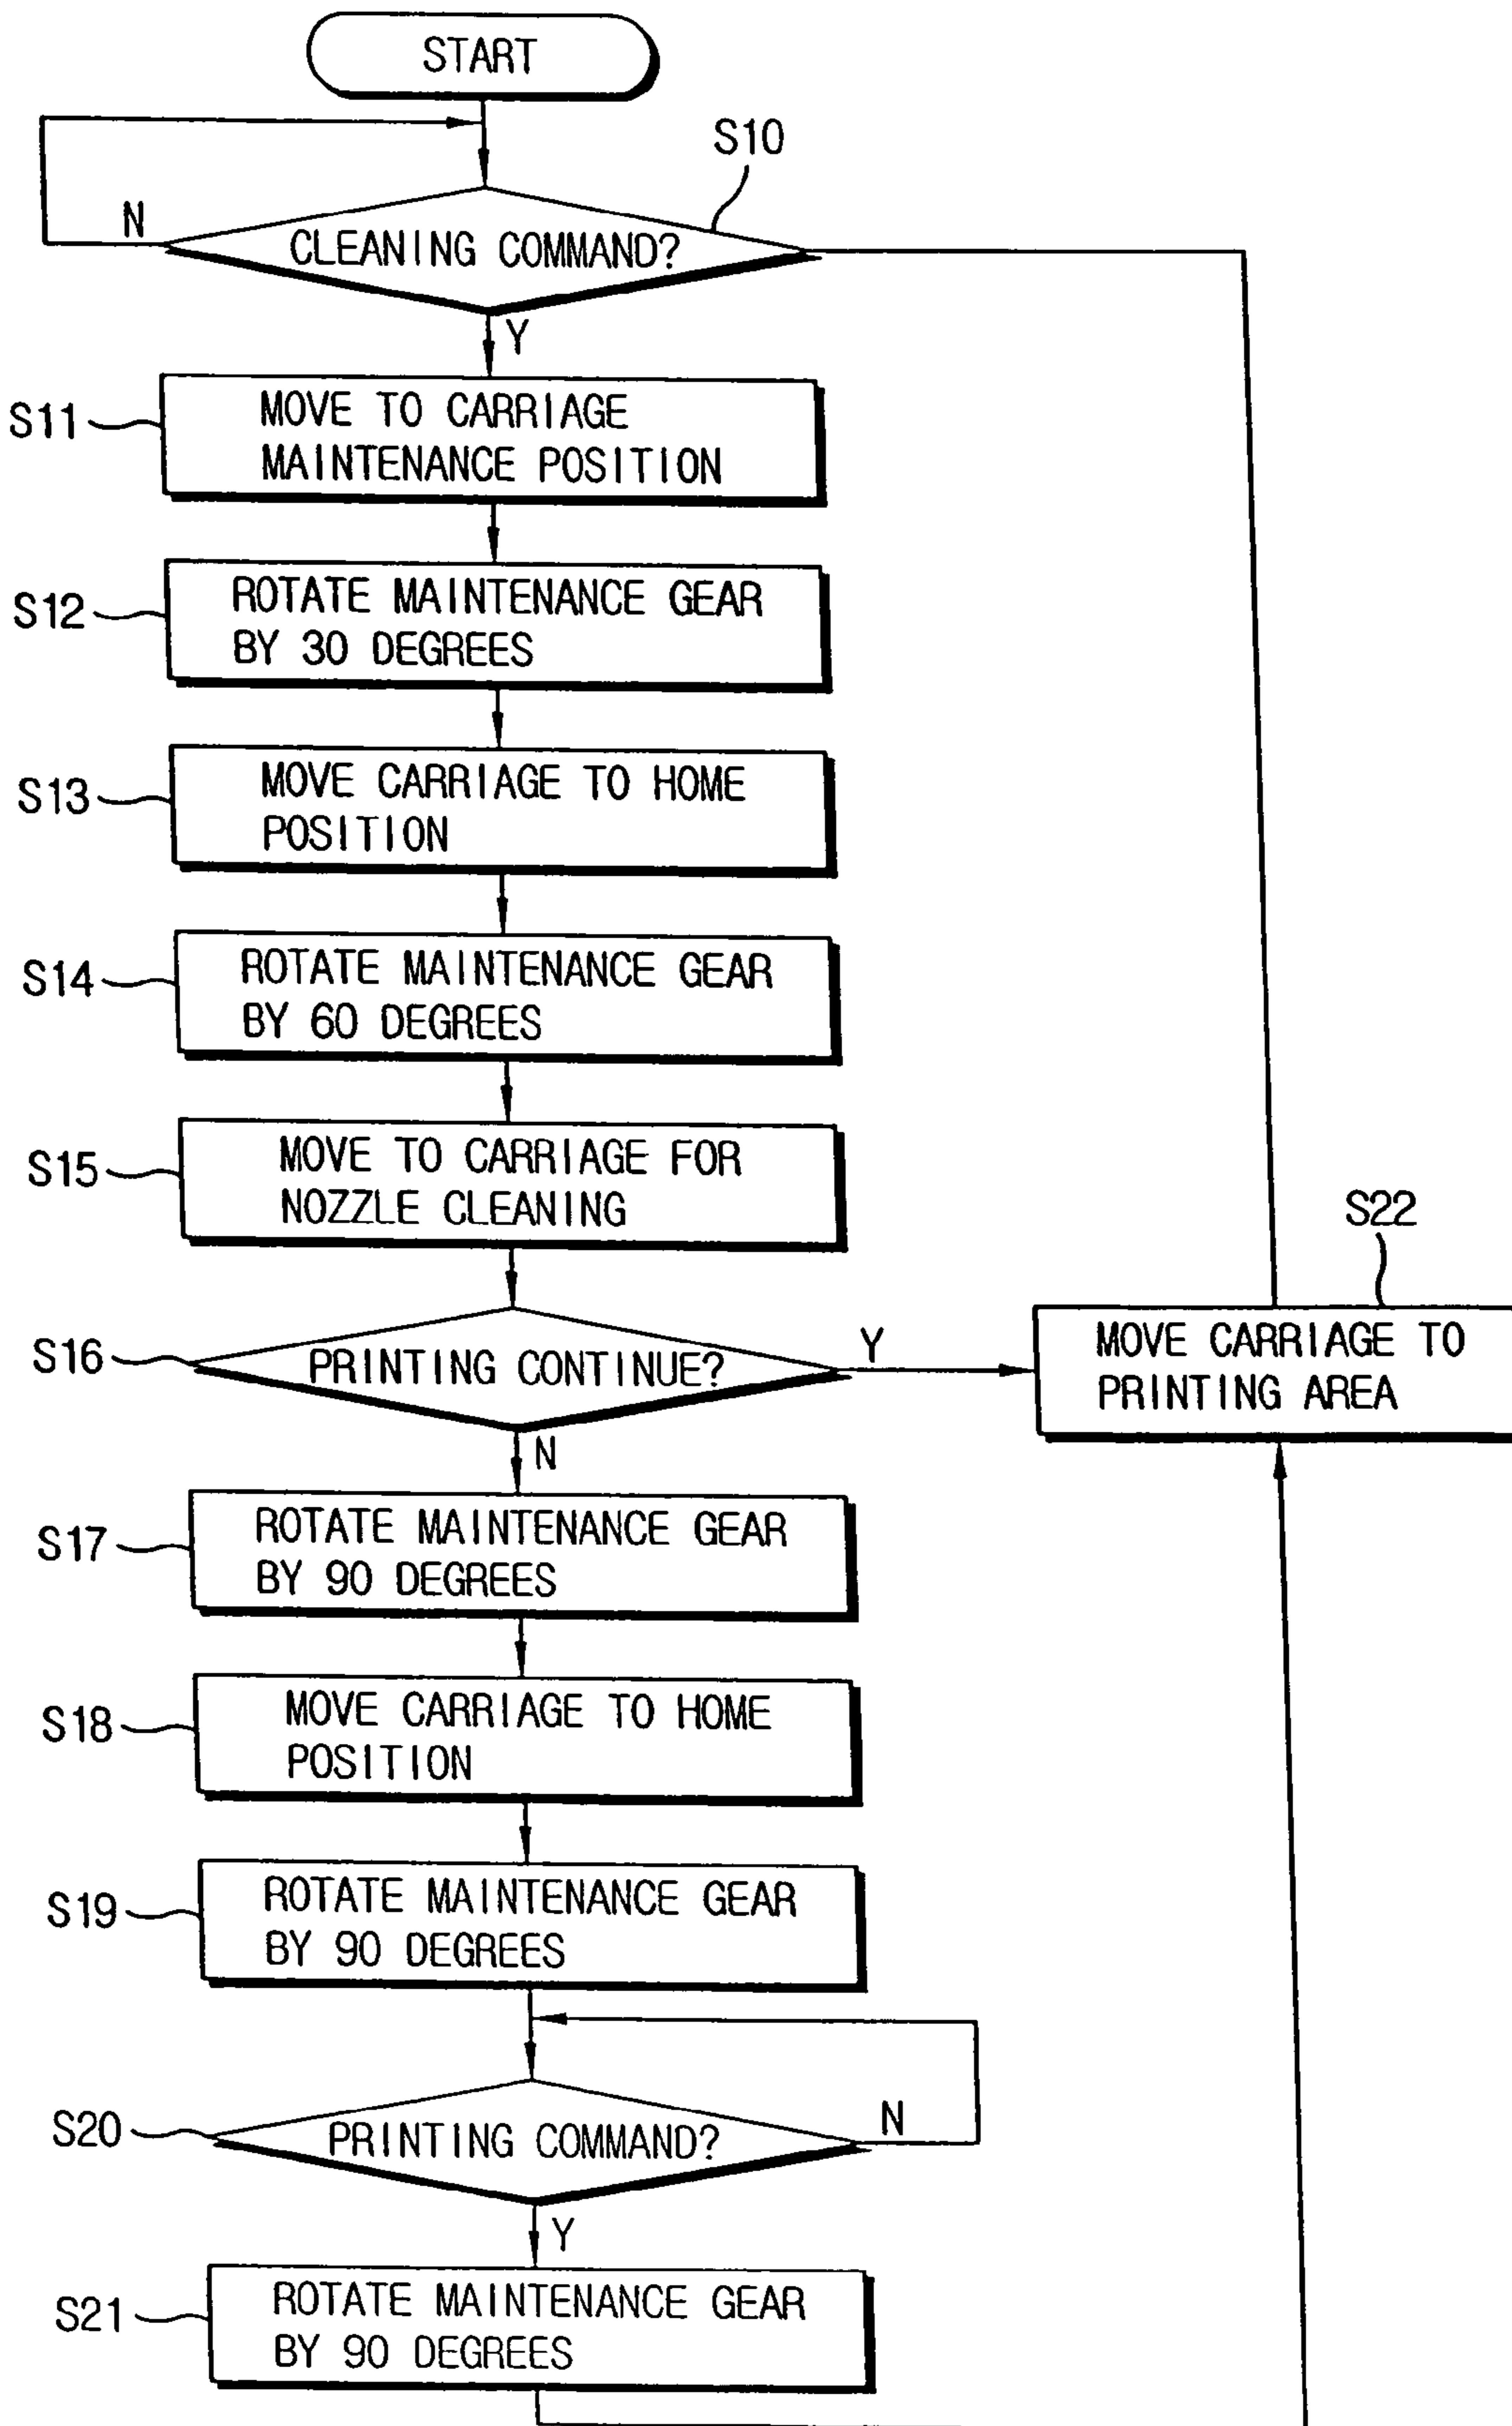 START
S10
N
CLEANING COMMAND?
Y
S11
MOVE TO CARRIAGE
MAINTENANCE POSITION
S12
ROTATE MAINTENANCE GEAR
BY 30 DEGREES
S13
MOVE CARRIAGE TO HOME
POSITION
S14
ROTATE MAINTENANCE GEAR
BY 60 DEGREES
S15
MOVE TO CARRIAGE FOR
NOZZLE CLEANING
S16
PRINTING CONTINUE?
Y
S22
MOVE CARRIAGE TO
PRINTING AREA
N
S17
ROTATE MAINTENANCE GEAR
BY 90 DEGREES
S18
MOVE CARRIAGE TO HOME
POSITION
S19
ROTATE MAINTENANCE GEAR
BY 90 DEGREES
S20
PRINTING COMMAND?
N
Y
S21
ROTATE MAINTENANCE GEAR
BY 90 DEGREES